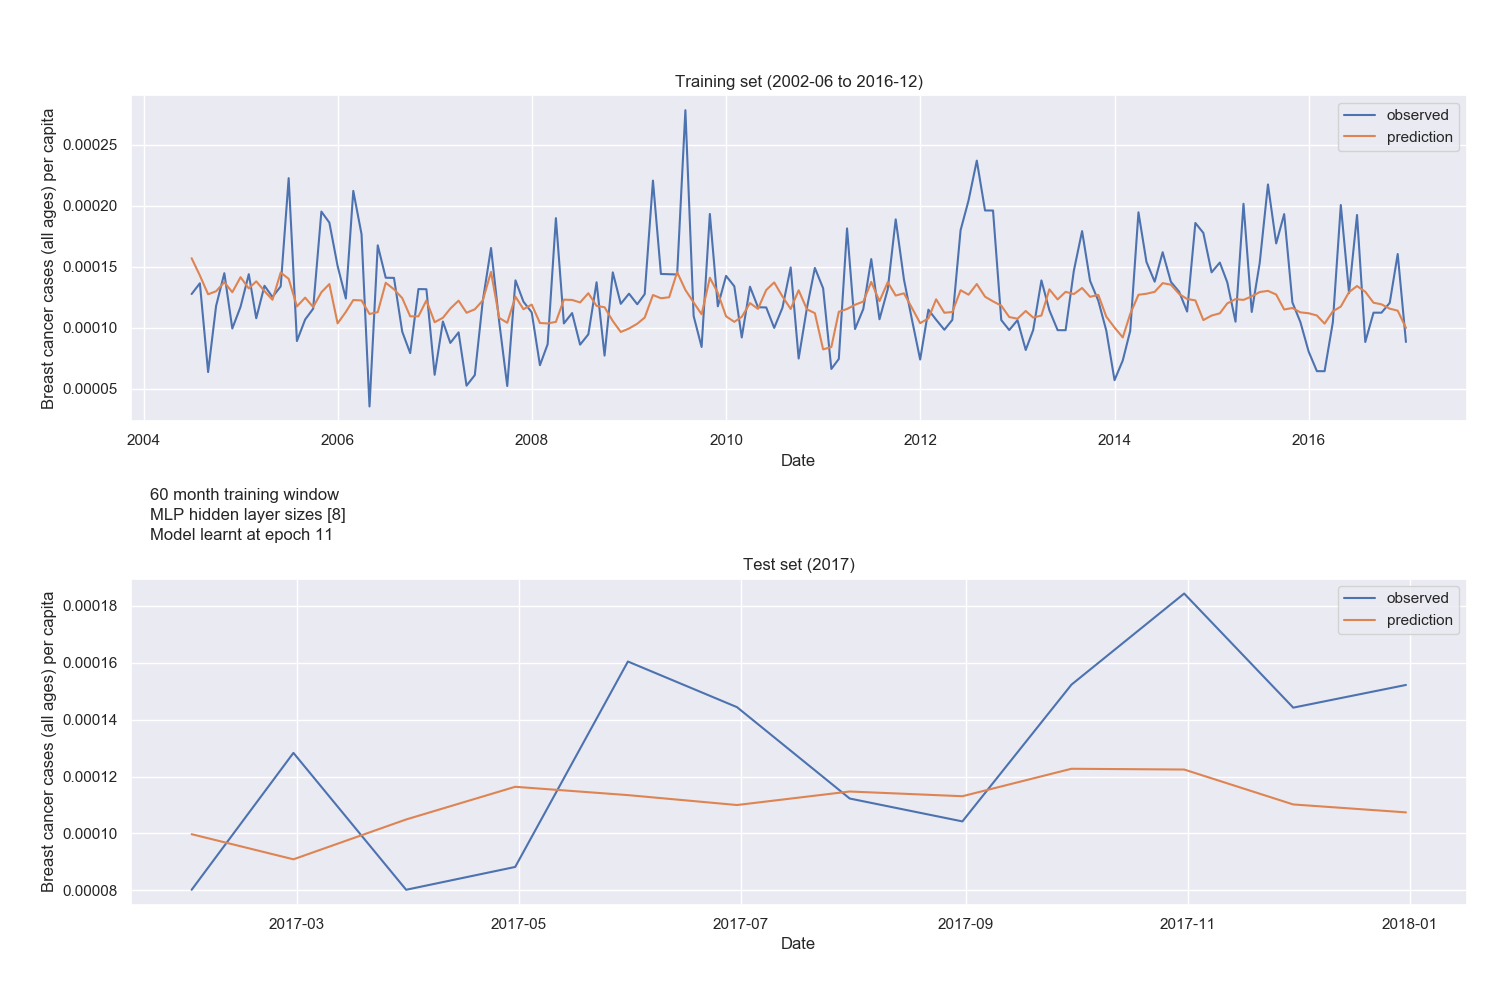 Training set (2002-06 to 2016-12)
Breast cancer cases (all ages) per capita
0.00025
0.00020
0.00015
0.00010
0.00005
observed
prediction
2004 2006 2008 2010 2012 2014 2016
Date
60 month training window
MLP hidden layer sizes [8]
Model learnt at epoch 11
Test set (2017)
Breast cancer cases (all ages) per capita
0.00018
0.00016
0.00014
0.00012
0.00010
0.00008
observed
prediction
2017-03 2017-05 2017-07 2017-09 2017-11 2018-01
Date